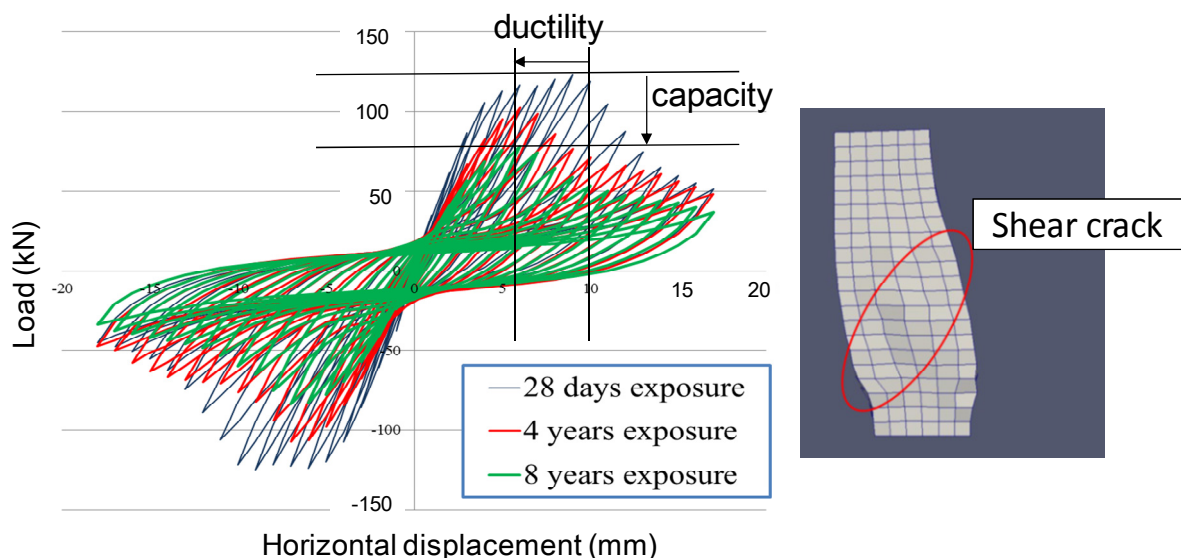 ductility
150
100
capacity
50
0
-20
-15
-10
-5
0
5
10
15
20
-50
-100
-150
Load (kN)
Horizontal displacement (mm)
28 days exposure
4 years exposure
8 years exposure
Shear crack